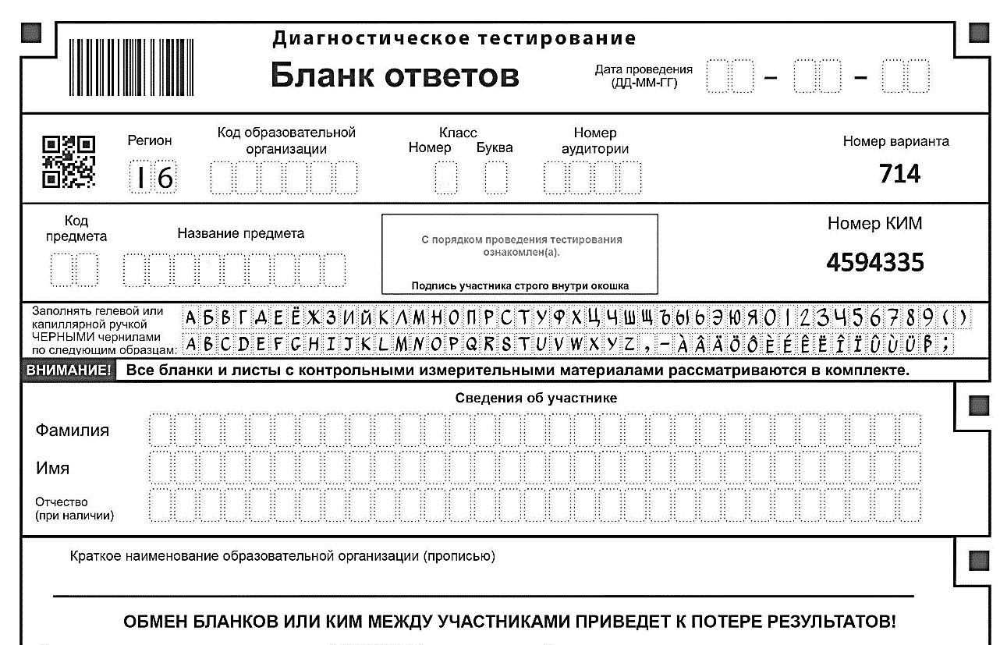 Диагностическое тестирование
Бланк ответов
Дата проведения
(ДД-ММ-ГГ)
– –
Регион
16
Код образовательной
организации
Класс
Номер Буква
Номер
аудитории
Номер варианта
714
Код
предмета
Название предмета
С порядком проведения тестирования
ознакомлен(а).
Подпись участника строго внутри окошка
Номер КИМ
4594335
Заполнять гелевой или
капиллярной ручкой
ЧЕРНЫМИ чернилами
по следующим образцам:
А Б В Г Д Е Ё Ж З И Й К Л М Н О П Р С Т У Ф Х Ц Ч Ш Щ Ъ Ы Ь Э Ю Я 0 1 2 3 4 5 6 7 8 9 ( )
A B C D E F G H I J K L M N O P Q R S T U V W X Y Z , - À Â Ä Ö Ô È É Ê Ë Î Ï Û Ù Ü ß ;
ВНИМАНИЕ! Все бланки и листы с контрольными измерительными материалами рассматриваются в комплекте.
Сведения об участнике
Фамилия
Имя
Отчество
(при наличии)
Краткое наименование образовательной организации (прописью)
ОБМЕН БЛАНКОВ ИЛИ КИМ МЕЖДУ УЧАСТНИКАМИ ПРИВЕДЕТ К ПОТЕРЕ РЕЗУЛЬТАТОВ!